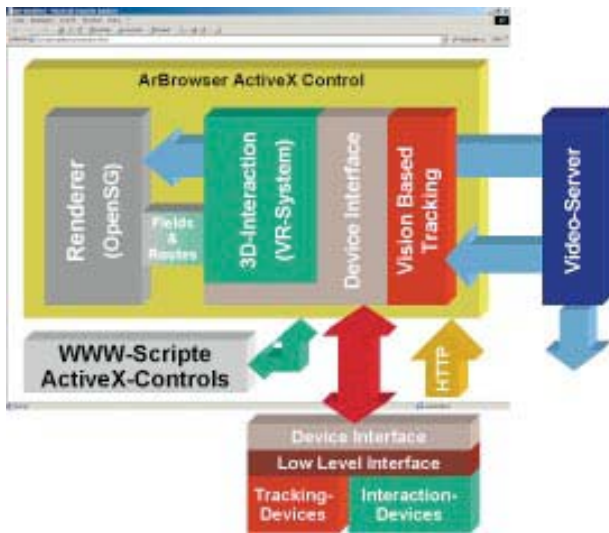 ArBrowser ActiveX Control
Renderer
(OpenSG)
Fields
&
Routes
3D-Interaction
(VR-System)
Device Interface
Vision Based
Tracking
Video-Server
WWW-Scripte
ActiveX-Controls
HTTP
Device Interface
Low Level Interface
Tracking-
Devices
Interaction-
Devices